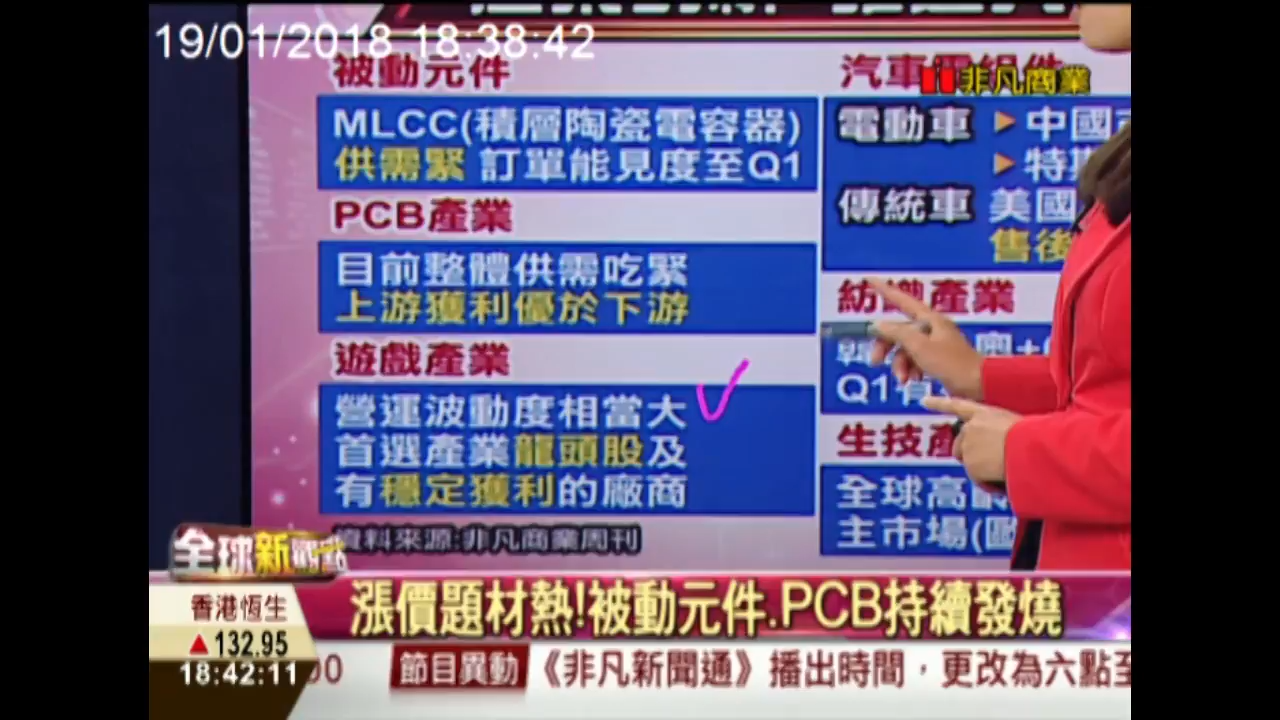 19/01/2018 18:38:42
被動元件
MLCC(積層陶瓷電容器)
供需緊 訂單能見度至Q1
PCB產業
目前整體供需吃緊
上游獲利優於下游
遊戲產業
營運波動度相當大
首選產業龍頭股及
有穩定獲利的廠商
資料來源:非凡商業周刊
汽車
非凡商業
電動車 ▶中國
▶特
傳統車 美國
售後
紡織產業
Q1有
生技產
全球高齡
主市場(歐
全球新觀點
漲價題材熱!被動元件.PCB持續發燒
香港恆生
▲132.95
18:42:11
節目異動 《非凡新聞通》播出時間，更改為六點至